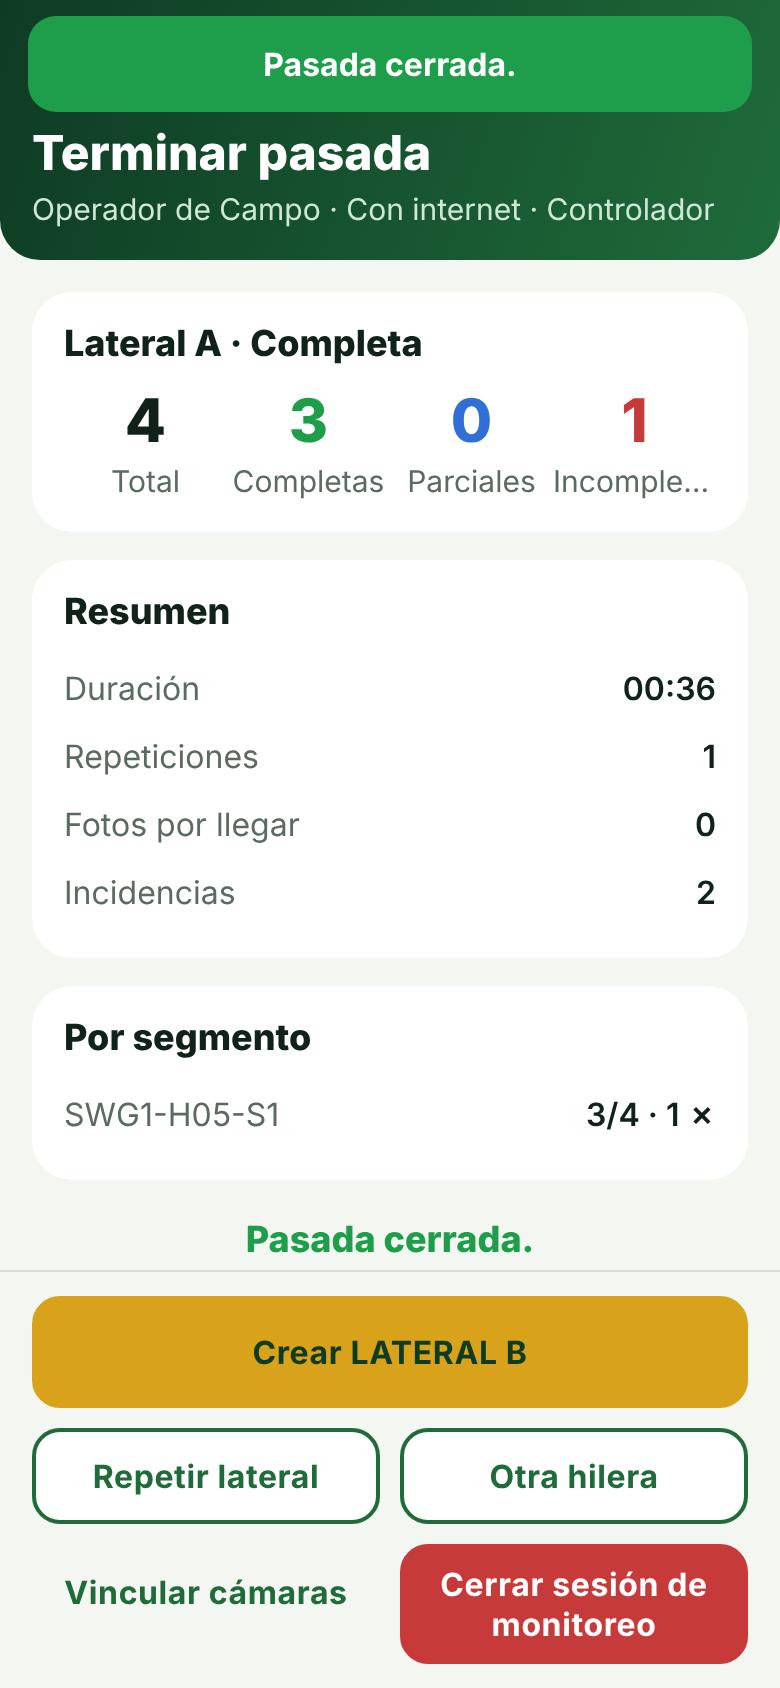 Pasada cerrada.
Terminar pasada
Operador de Campo · Con internet · Controlador
Lateral A · Completa
4 3 0 1
Total Completas Parciales Incomple...
Resumen
Duración 00:36
Repeticiones 1
Fotos por llegar 0
Incidencias 2
Por segmento
SWG1-H05-S1 3/4 · 1 ×
Pasada cerrada.
Crear LATERAL B
Repetir lateral Otra hilera
Vincular cámaras Cerrar sesión de
monitoreo